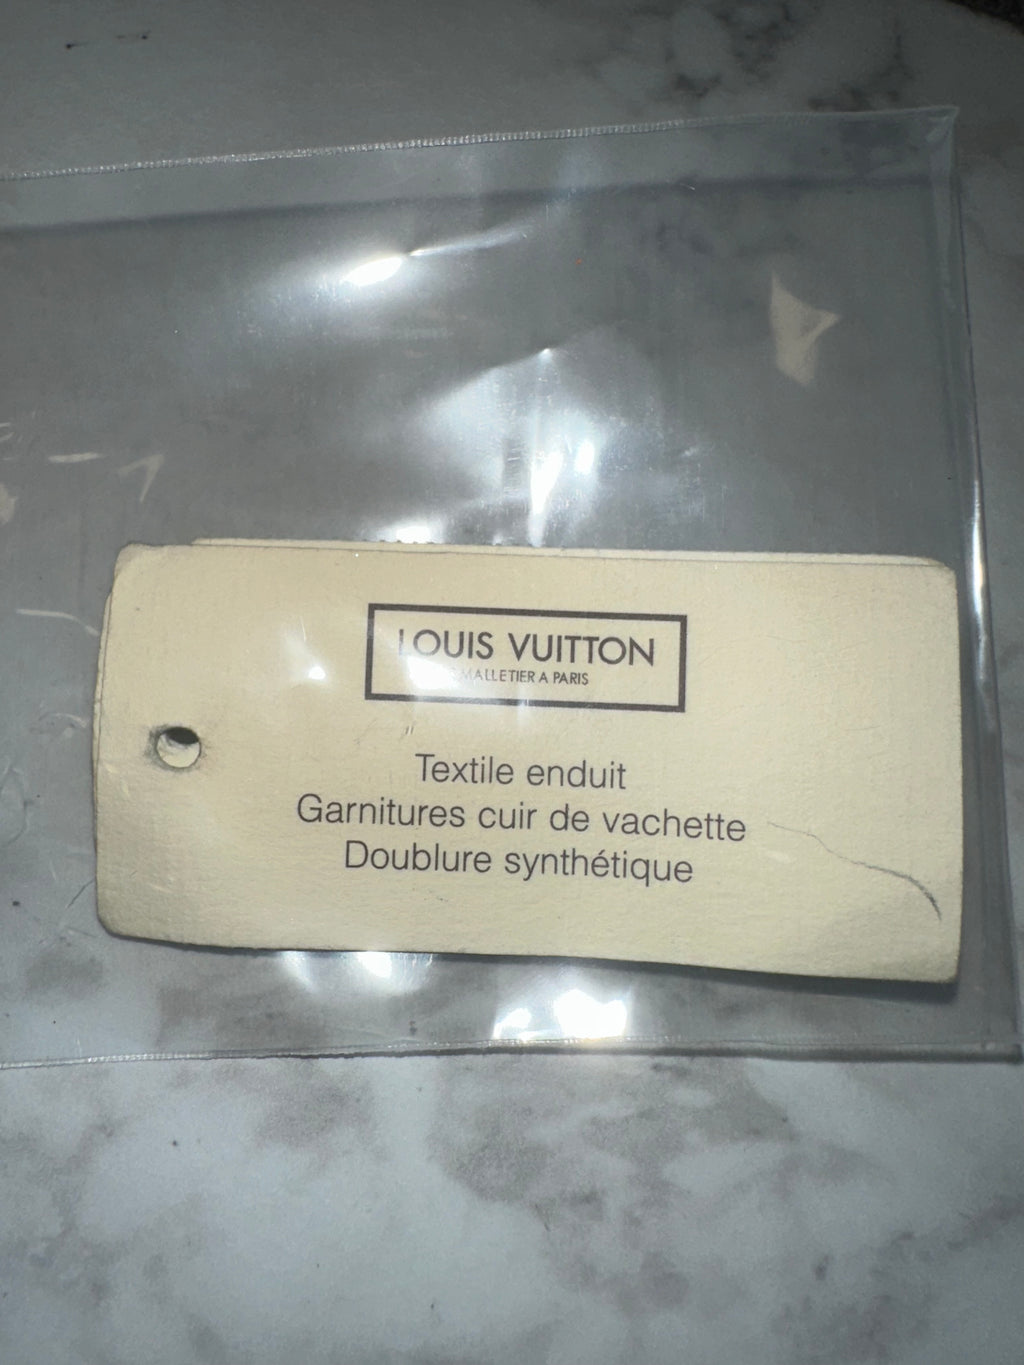 LOUIS VUITTON
MALLETIER A PARIS
Textile enduit
Garnitures cuir de vachette
Doublure synthétique